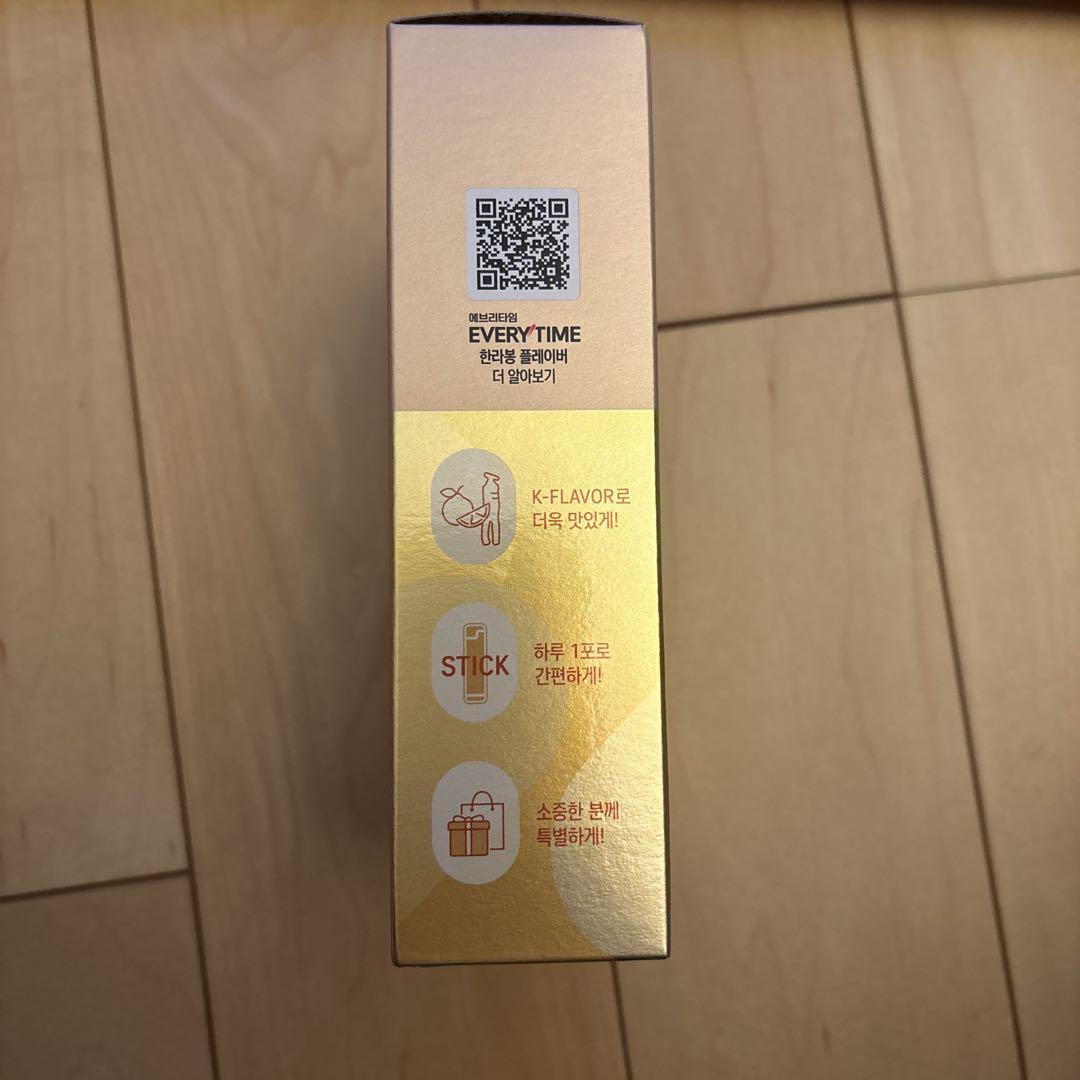 에브리타임
EVERYTIME
한라봉 플레이버
더 알아보기
K-FLAVOR로
더욱 맛있게!
STICK
하루 1포로
간편하게!
소중한 분께
특별하게!